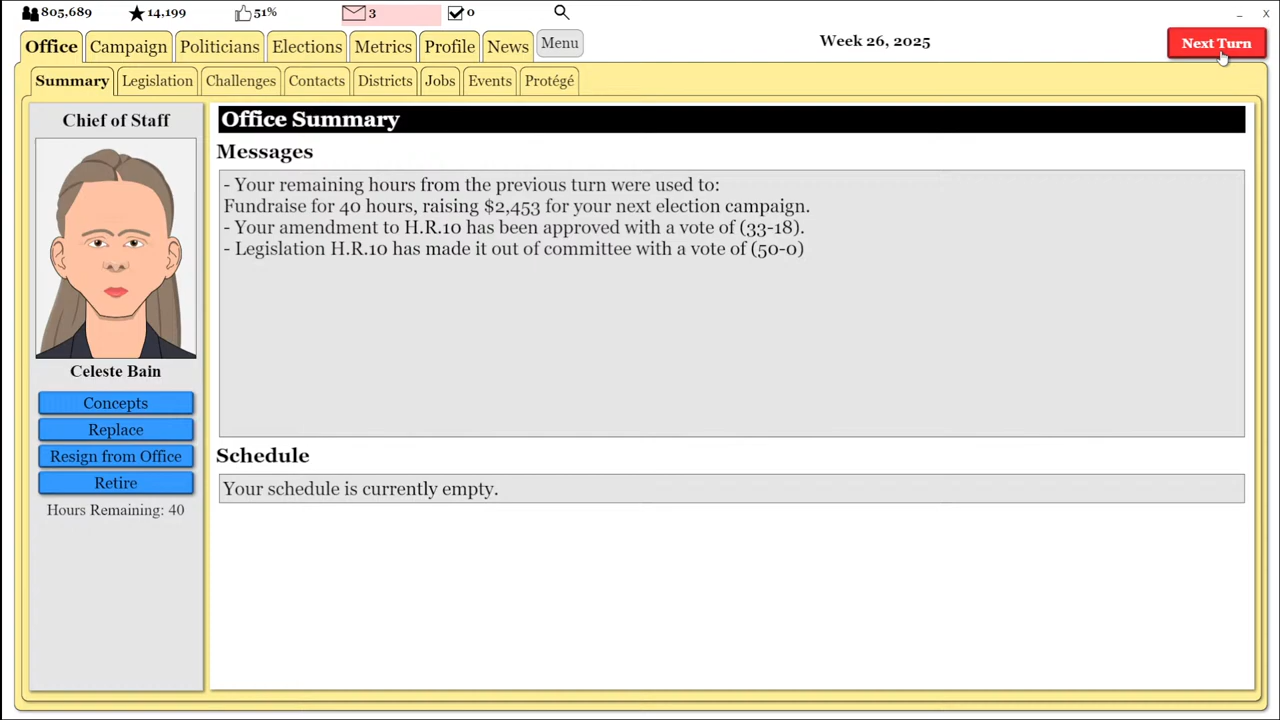 805,689 14,199 51% 3 0 _ X
Office Campaign Politicians Elections Metrics Profile News Menu Week 26, 2025 Next Turn
Summary Legislation Challenges Contacts Districts Jobs Events Protégé
Chief of Staff
Celeste Bain
Concepts
Replace
Resign from Office
Retire
Hours Remaining: 40
Office Summary
Messages
- Your remaining hours from the previous turn were used to:
Fundraise for 40 hours, raising $2,453 for your next election campaign.
- Your amendment to H.R.10 has been approved with a vote of (33-18).
- Legislation H.R.10 has made it out of committee with a vote of (50-0)
Schedule
Your schedule is currently empty.